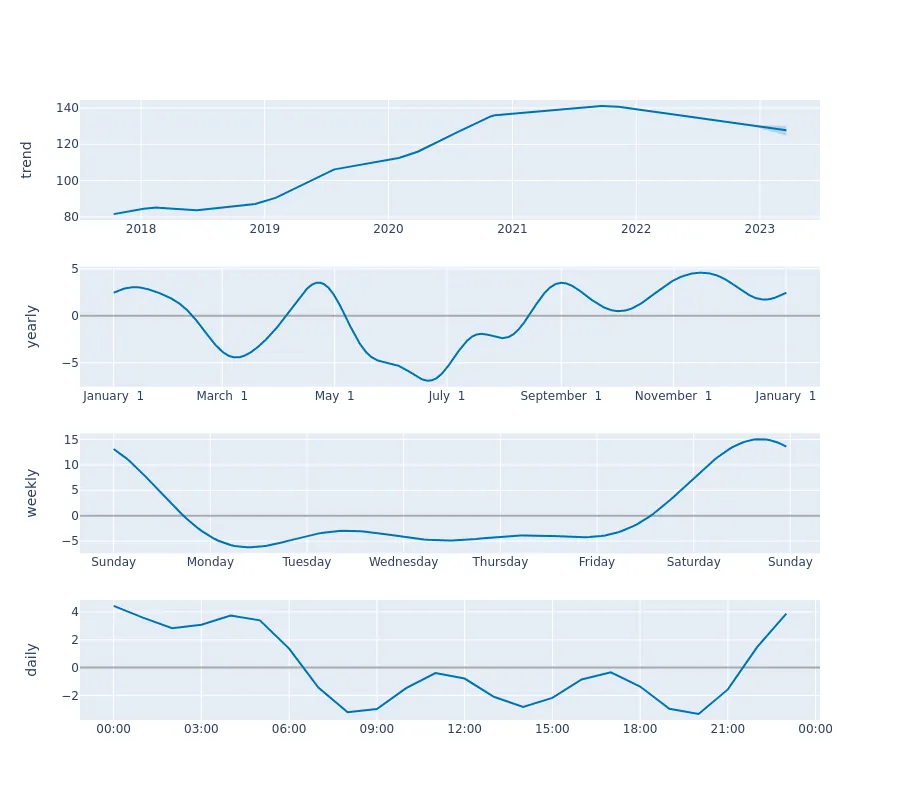 140
120
100
80
trend
2018 2019 2020 2021 2022 2023
5
0
−5
yearly
January 1 March 1 May 1 July 1 September 1 November 1 January 1
15
10
5
0
−5
weekly
Sunday Monday Tuesday Wednesday Thursday Friday Saturday Sunday
4
2
0
−2
daily
00:00 03:00 06:00 09:00 12:00 15:00 18:00 21:00 00:00